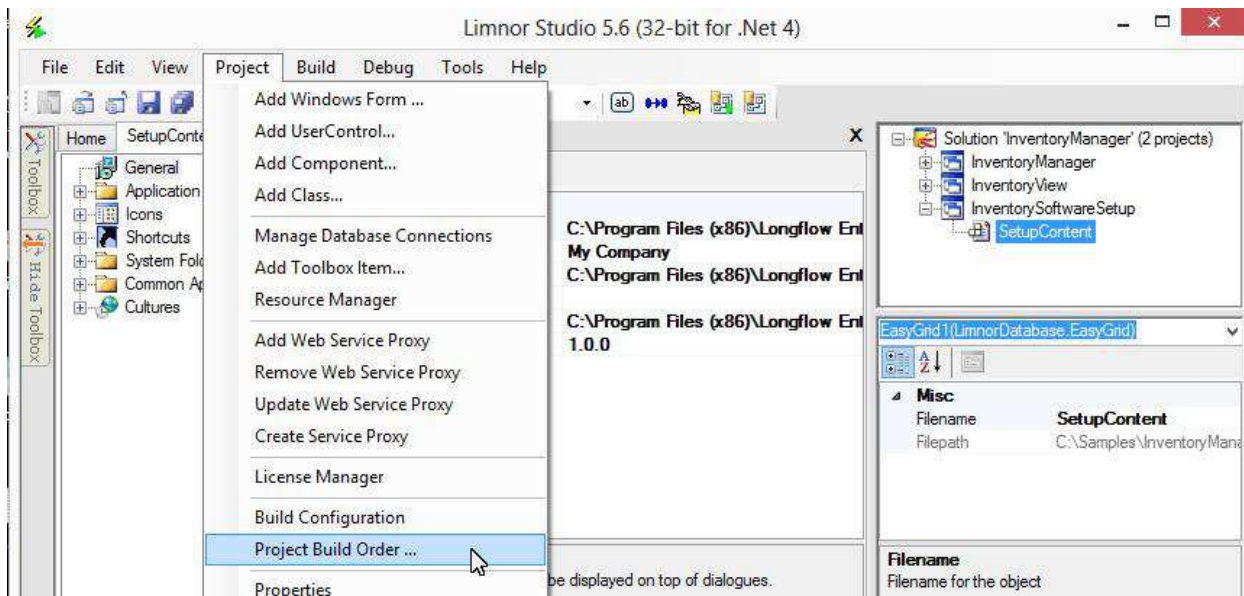 Limnor Studio 5.6 (32-bit for .Net 4)
File Edit View Project Build Debug Tools Help
Add Windows Form ...
Add UserControl...
Add Component...
Add Class...
Manage Database Connections
Add Toolbox Item...
Resource Manager
Add Web Service Proxy
Remove Web Service Proxy
Update Web Service Proxy
Create Service Proxy
License Manager
Build Configuration
Project Build Order ...
Properties
Toolbox
Hide Toolbox
Home SetupConte
General
Application
Icons
Shortcuts
System Fold
Common Ap
Cultures
ab
X
C:\Program Files (x86)\Longflow Ent
My Company
C:\Program Files (x86)\Longflow Ent
C:\Program Files (x86)\Longflow Ent
1.0.0
be displayed on top of dialogues.
Solution 'InventoryManager' (2 projects)
InventoryManager
InventoryView
InventorySoftwareSetup
SetupContent
EasyGrid1(LimnorDatabase.EasyGrid)
Misc
Filename SetupContent
Filepath C:\Samples\InventoryMana
Filename
Filename for the object